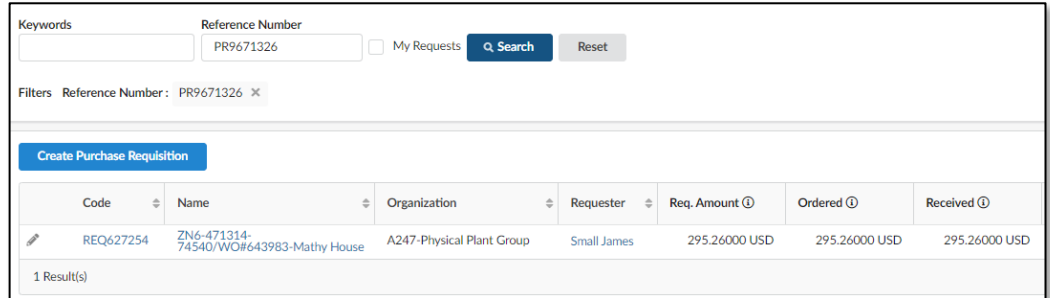 Keywords Reference Number
PR9671326 My Requests Search Reset
Filters Reference Number : PR9671326 ×
Create Purchase Requisition
Code Name Organization Requester Req. Amount Ordered Received
REQ627254 ZN6-471314- A247-Physical Plant Group Small James 295.26000 USD 295.26000 USD 295.26000 USD
74540/WO#643983-Mathy House
1 Result(s)